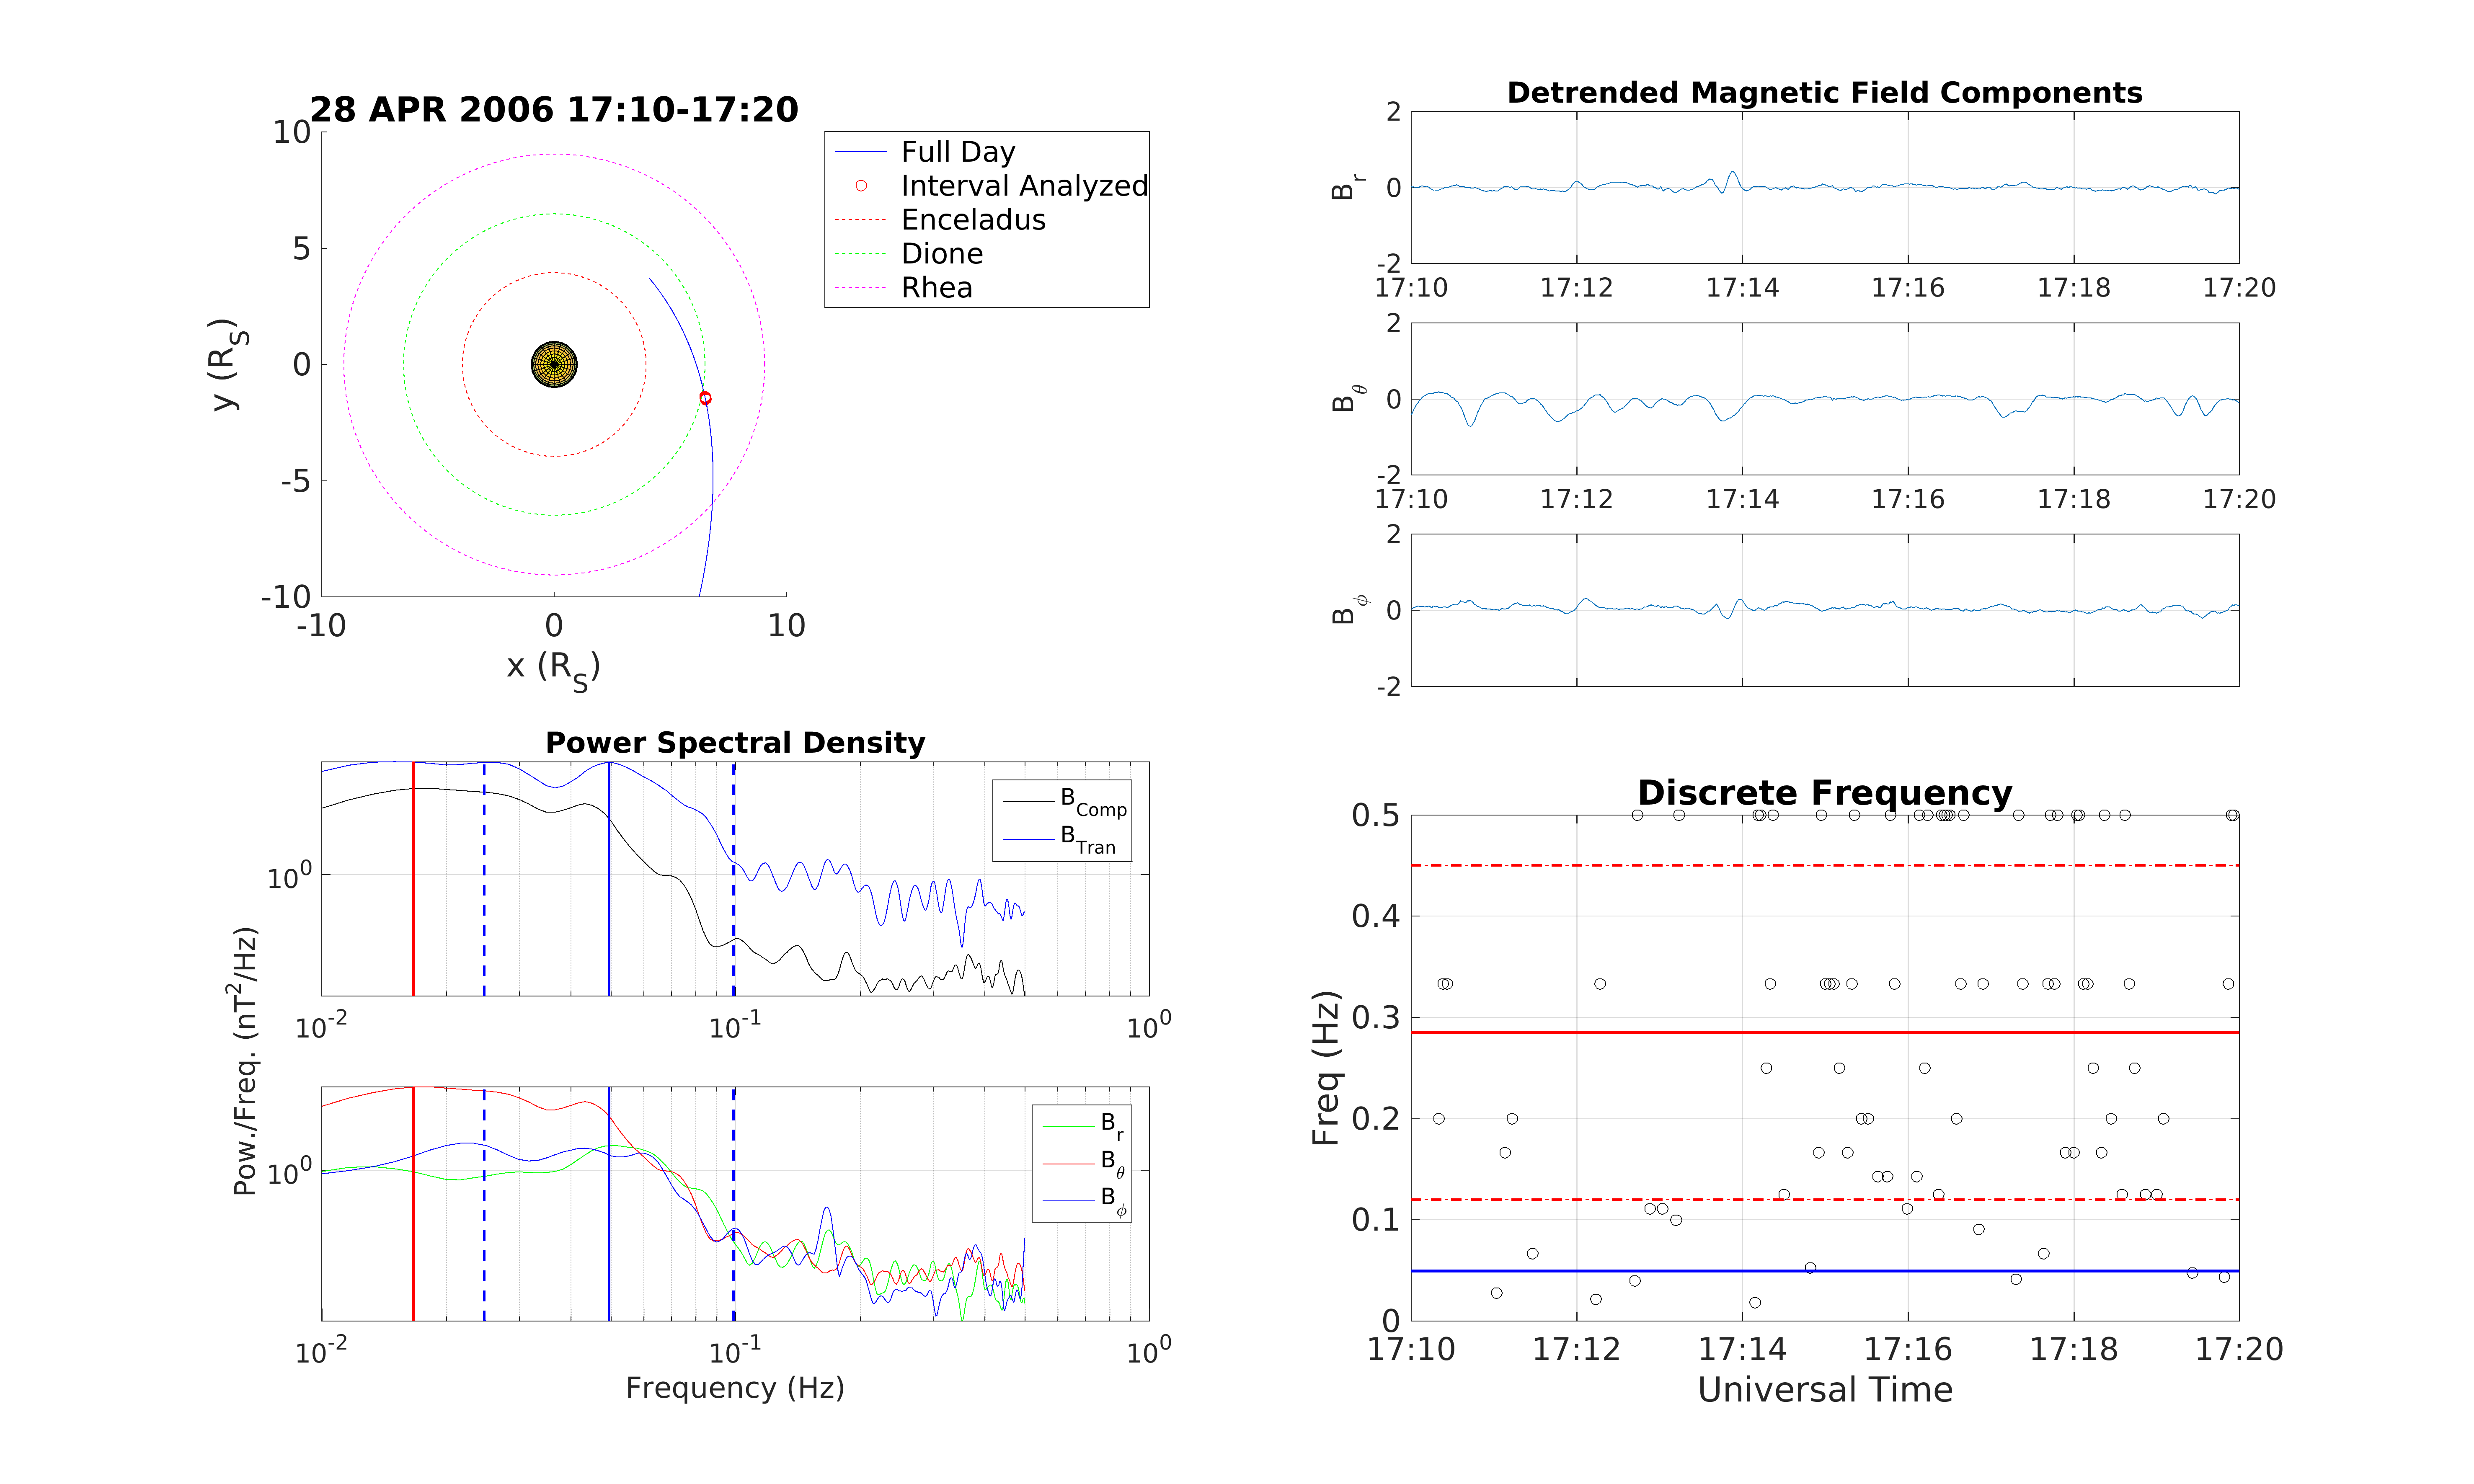 28 APR 2006 17:10-17:20
10
5
0
-5
-10
-10 0 10
y (R_S)
x (R_S)
Full Day
Interval Analyzed
Enceladus
Dione
Rhea
Detrended Magnetic Field Components
2
0
-2
B_r
17:10 17:12 17:14 17:16 17:18 17:20
2
0
-2
B_θ
17:10 17:12 17:14 17:16 17:18 17:20
2
0
-2
B_ϕ
Power Spectral Density
B_Comp
B_Tran
10^0
10^-2 10^-1 10^0
Pow./Freq. (nT^2/Hz)
B_r
B_θ
B_ϕ
10^0
10^-2 10^-1 10^0
Frequency (Hz)
Discrete Frequency
0.5
0.4
0.3
0.2
0.1
0
Freq (Hz)
17:10 17:12 17:14 17:16 17:18 17:20
Universal Time